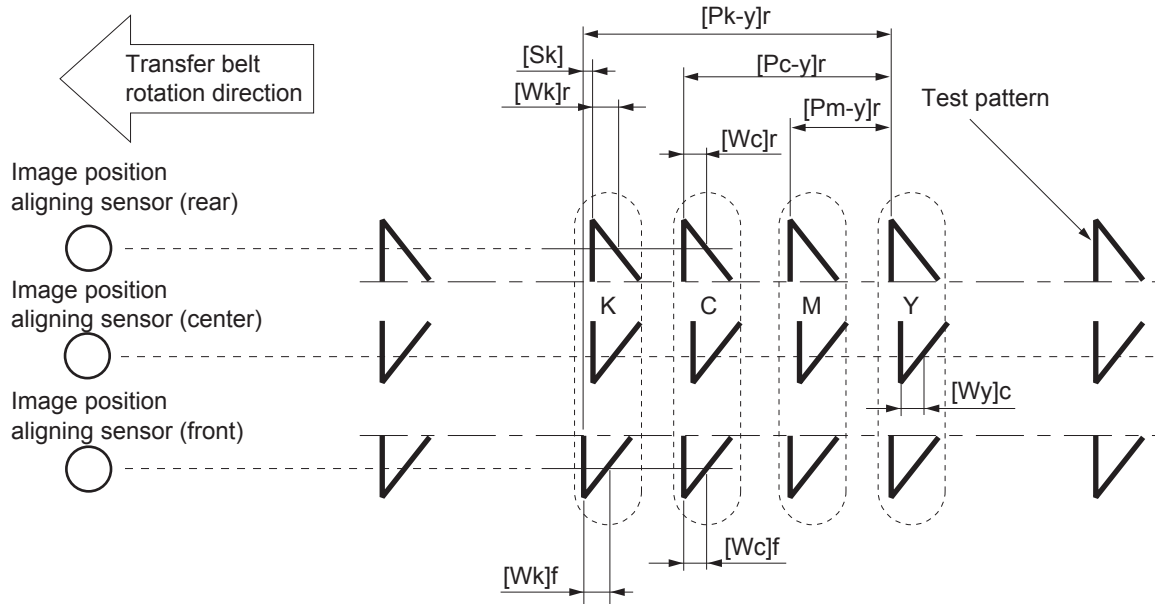 [Pk-y]r
Transfer belt
rotation direction
[Sk]
[Pc-y]r
[Wk]r
[Pm-y]r
Test pattern
[Wc]r
Image position
aligning sensor (rear)
Image position
aligning sensor (center)
K
C
M
Y
Image position
aligning sensor (front)
[Wy]c
[Wc]f
[Wk]f